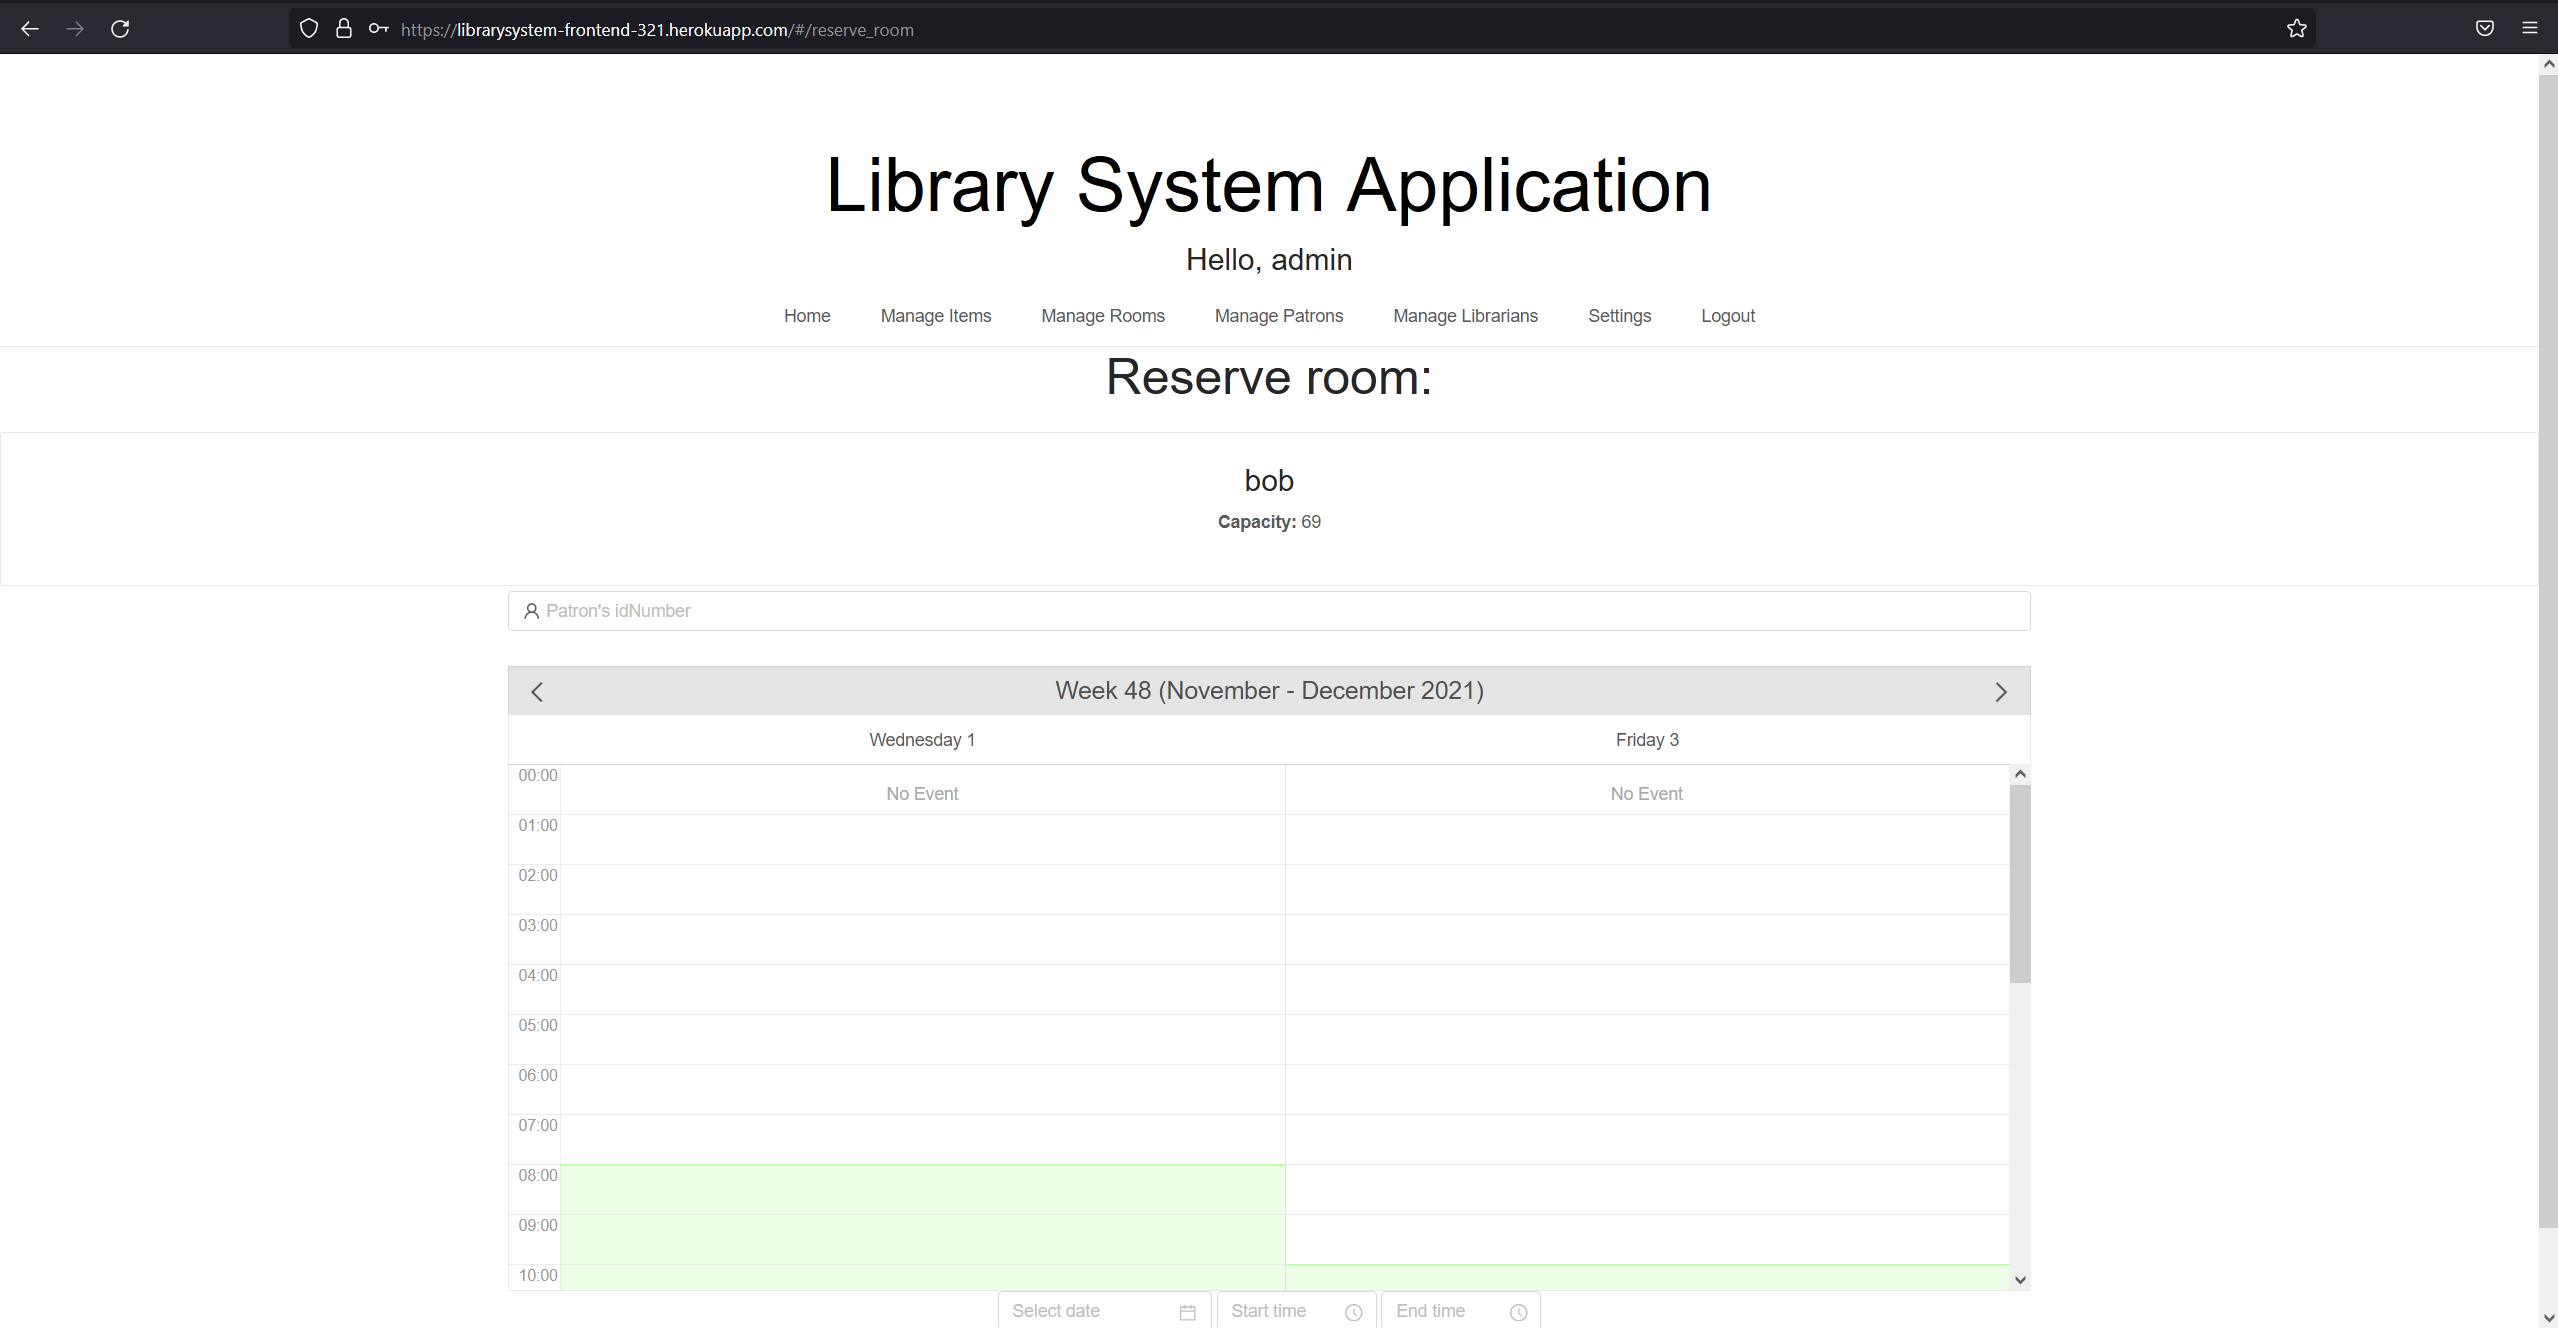 https://librarysystem-frontend-321.herokuapp.com/#/reserve_room
Library System Application
Hello, admin
Home Manage Items Manage Rooms Manage Patrons Manage Librarians Settings Logout
Reserve room:
bob
Capacity: 69
Patron's idNumber
Week 48 (November - December 2021)
Wednesday 1 Friday 3
00:00
No Event No Event
01:00
02:00
03:00
04:00
05:00
06:00
07:00
08:00
09:00
10:00
Select date Start time End time